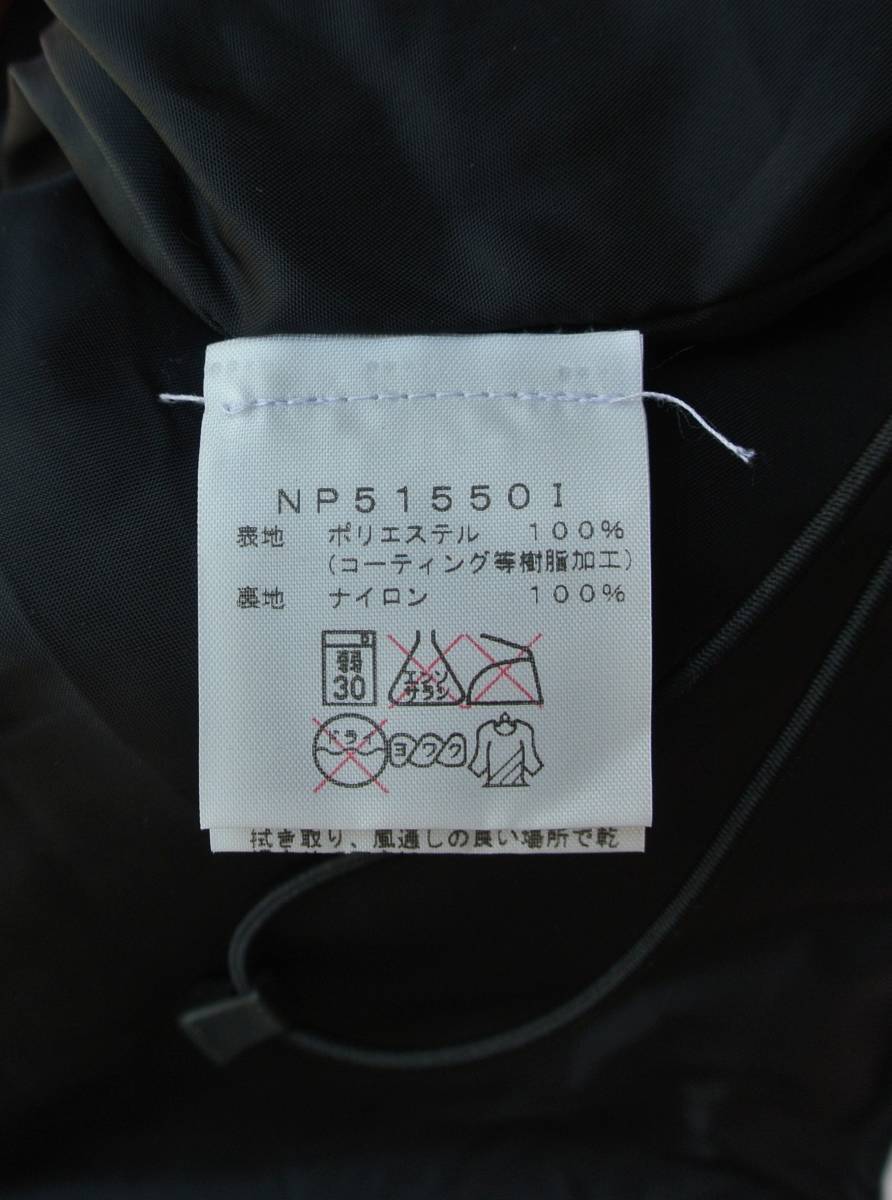 NP51550I
表地 ポリエステル 100%
(コーティング等樹脂加工)
裏地 ナイロン 100%
弱
30
エンソ
サラシ
ドライ
ヨワク
拭き取り、風通しの良い場所で乾